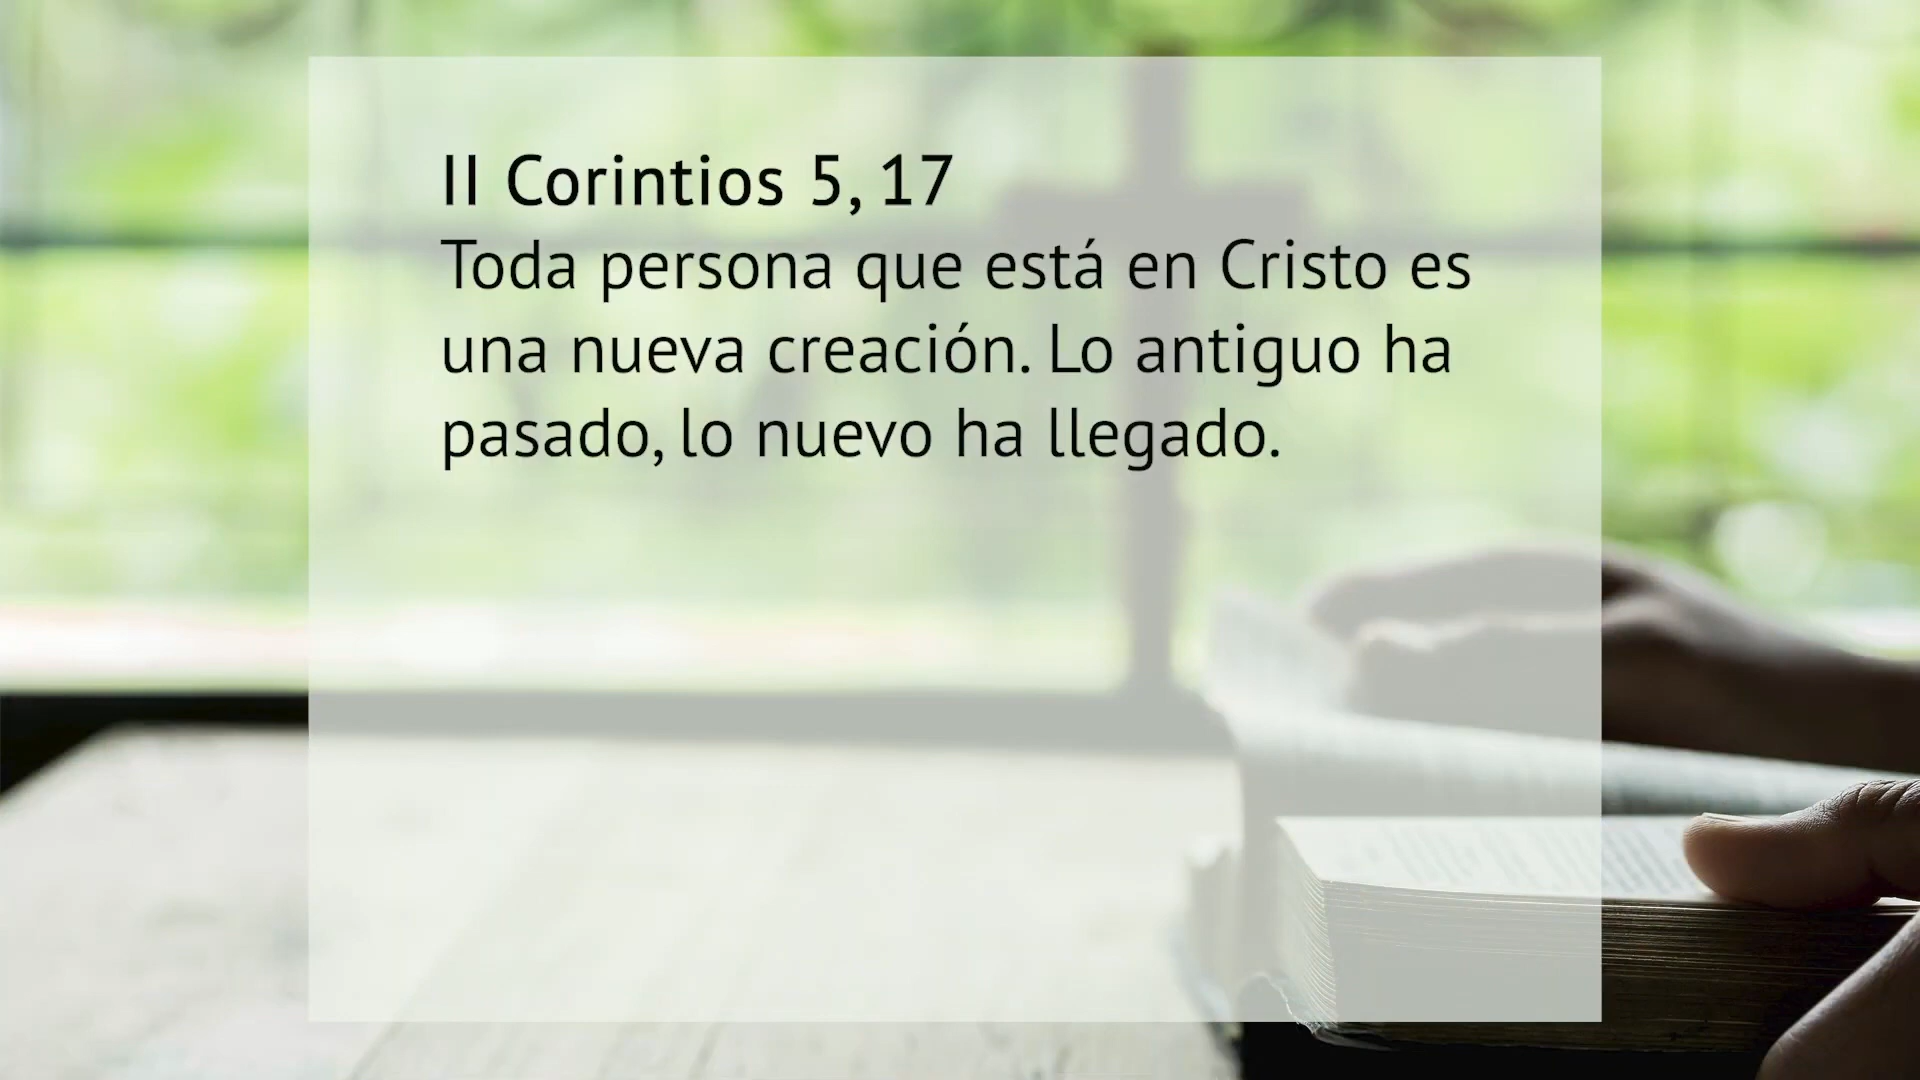 II Corintios 5, 17
Toda persona que está en Cristo es
una nueva creación. Lo antiguo ha
pasado, lo nuevo ha llegado.